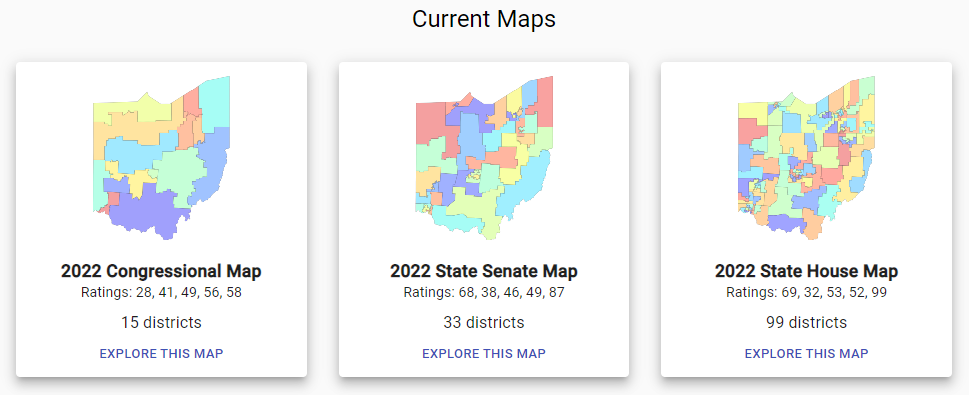 Current Maps
2022 Congressional Map
Ratings: 28, 41, 49, 56, 58
15 districts
EXPLORE THIS MAP
2022 State Senate Map
Ratings: 68, 38, 46, 49, 87
33 districts
EXPLORE THIS MAP
2022 State House Map
Ratings: 69, 32, 53, 52, 99
99 districts
EXPLORE THIS MAP